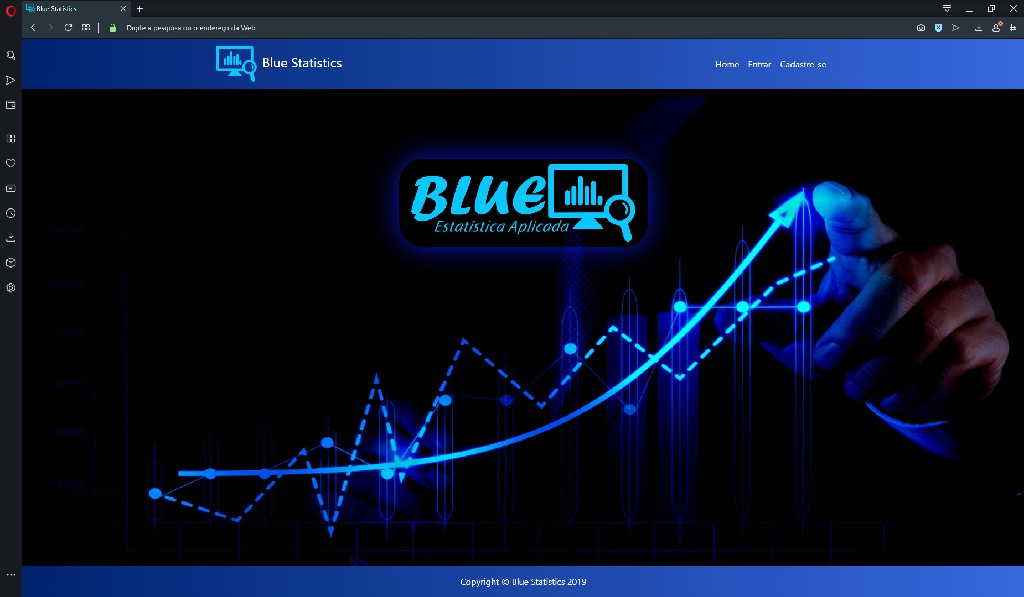 Blue Statistics
Digite a pesquisa ou o endereço da Web
Blue Statistics
Home Entrar Cadastre-se
BLUE
Estatística Aplicada
Copyright © Blue Statistics 2019